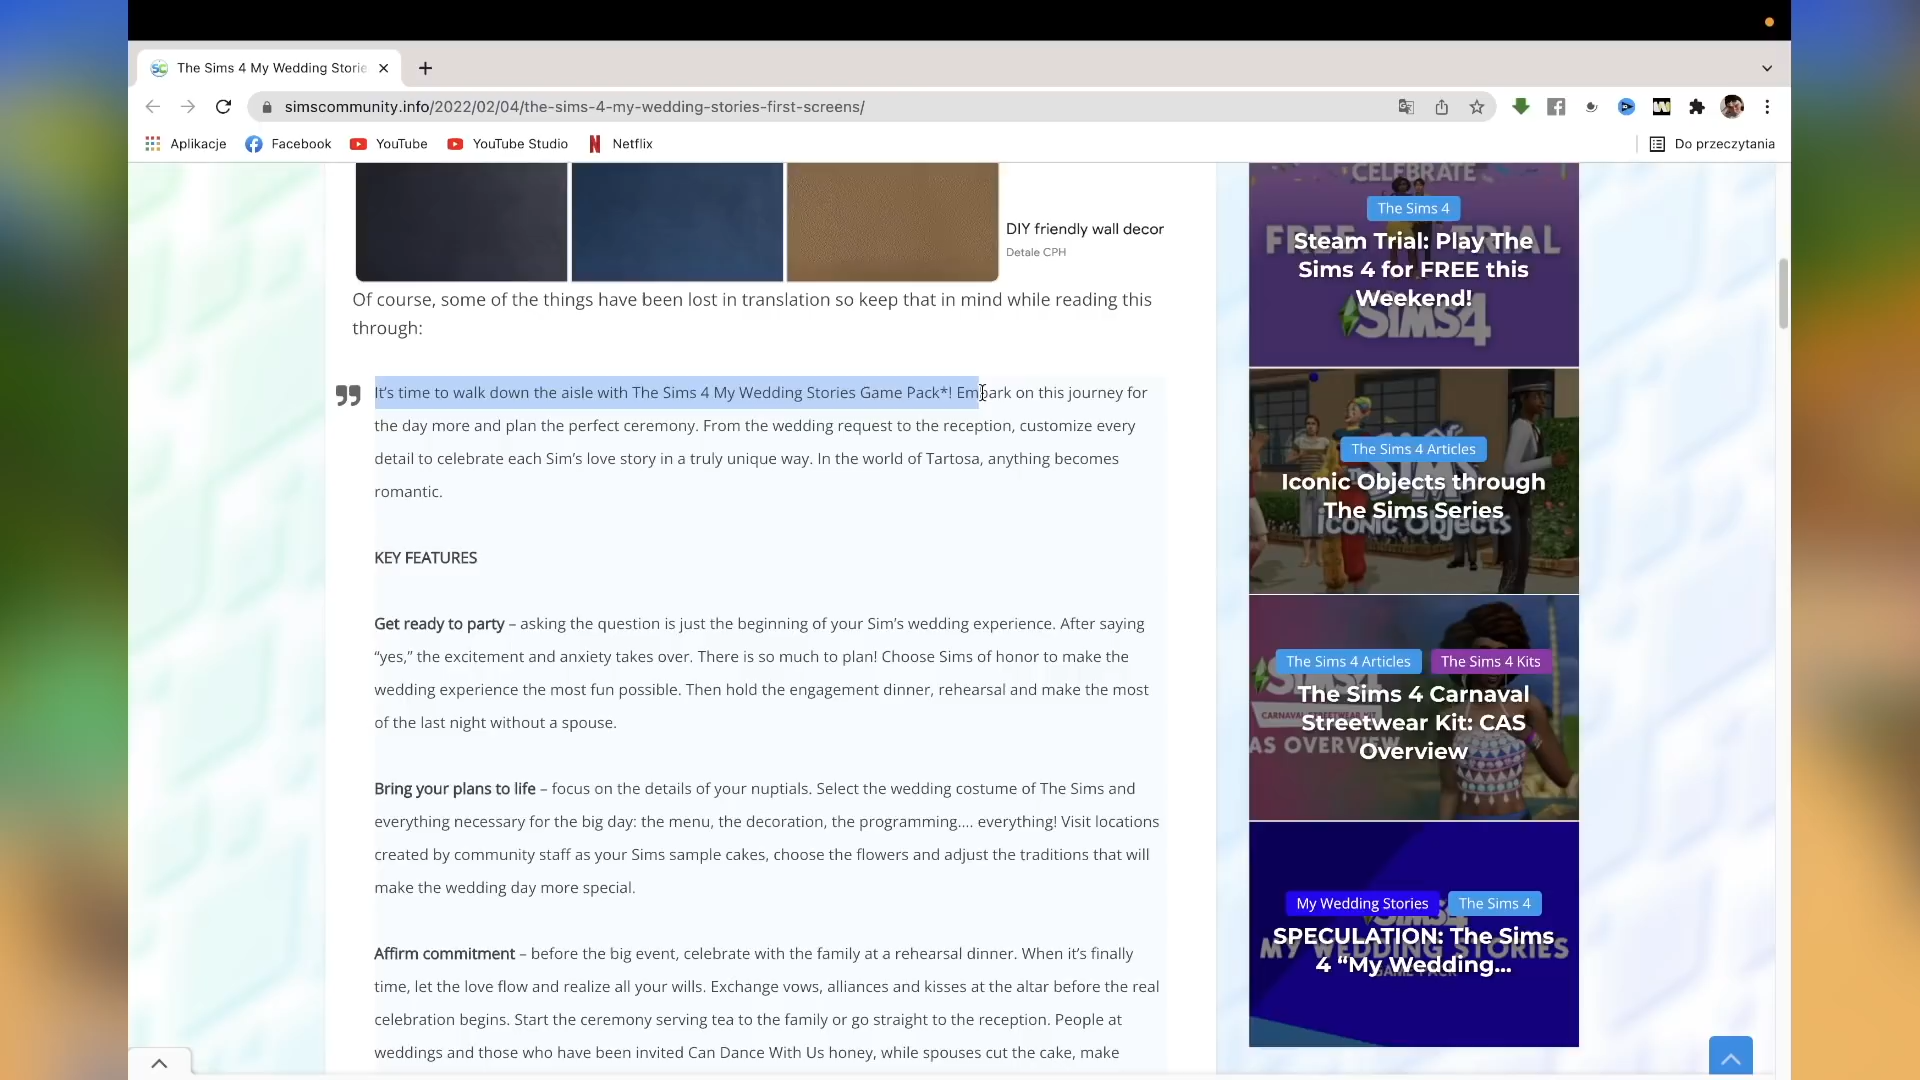 The Sims 4 My Wedding Storie
simscommunity.info/2022/02/04/the-sims-4-my-wedding-stories-first-screens/
Aplikacje
Facebook
YouTube
YouTube Studio
Netflix
Do przeczytania
DIY friendly wall decor
Detale CPH
Of course, some of the things have been lost in translation so keep that in mind while reading this
through:
It’s time to walk down the aisle with The Sims 4 My Wedding Stories Game Pack*! Embark on this journey for
the day more and plan the perfect ceremony. From the wedding request to the reception, customize every
detail to celebrate each Sim’s love story in a truly unique way. In the world of Tartosa, anything becomes
romantic.
KEY FEATURES
Get ready to party – asking the question is just the beginning of your Sim’s wedding experience. After saying
“yes,” the excitement and anxiety takes over. There is so much to plan! Choose Sims of honor to make the
wedding experience the most fun possible. Then hold the engagement dinner, rehearsal and make the most
of the last night without a spouse.
Bring your plans to life – focus on the details of your nuptials. Select the wedding costume of The Sims and
everything necessary for the big day: the menu, the decoration, the programming…. everything! Visit locations
created by community staff as your Sims sample cakes, choose the flowers and adjust the traditions that will
make the wedding day more special.
Affirm commitment – before the big event, celebrate with the family at a rehearsal dinner. When it’s finally
time, let the love flow and realize all your wills. Exchange vows, alliances and kisses at the altar before the real
celebration begins. Start the ceremony serving tea to the family or go straight to the reception. People at
weddings and those who have been invited Can Dance With Us honey, while spouses cut the cake, make
CELEBRATE
The Sims 4
FREE TRIAL
Steam Trial: Play The
Sims 4 for FREE this
Weekend!
SIMS4
The Sims 4 Articles
Iconic Objects through
The Sims Series
ICONIC OBJECTS
The Sims 4 Articles
The Sims 4 Kits
The Sims 4 Carnaval
Streetwear Kit: CAS
Overview
AS OVERVIEW
My Wedding Stories
The Sims 4
SPECULATION: The Sims
4 “My Wedding...
MY WEDDING STORIES
GAME PACK